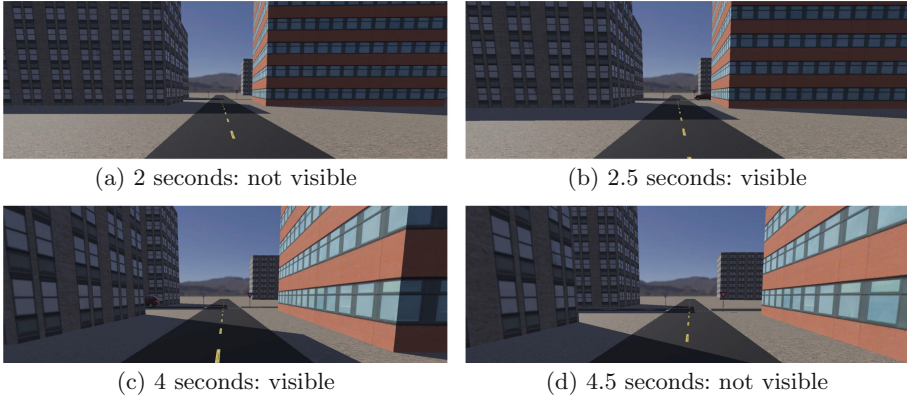 (a) 2 seconds: not visible
(b) 2.5 seconds: visible
(c) 4 seconds: visible
(d) 4.5 seconds: not visible